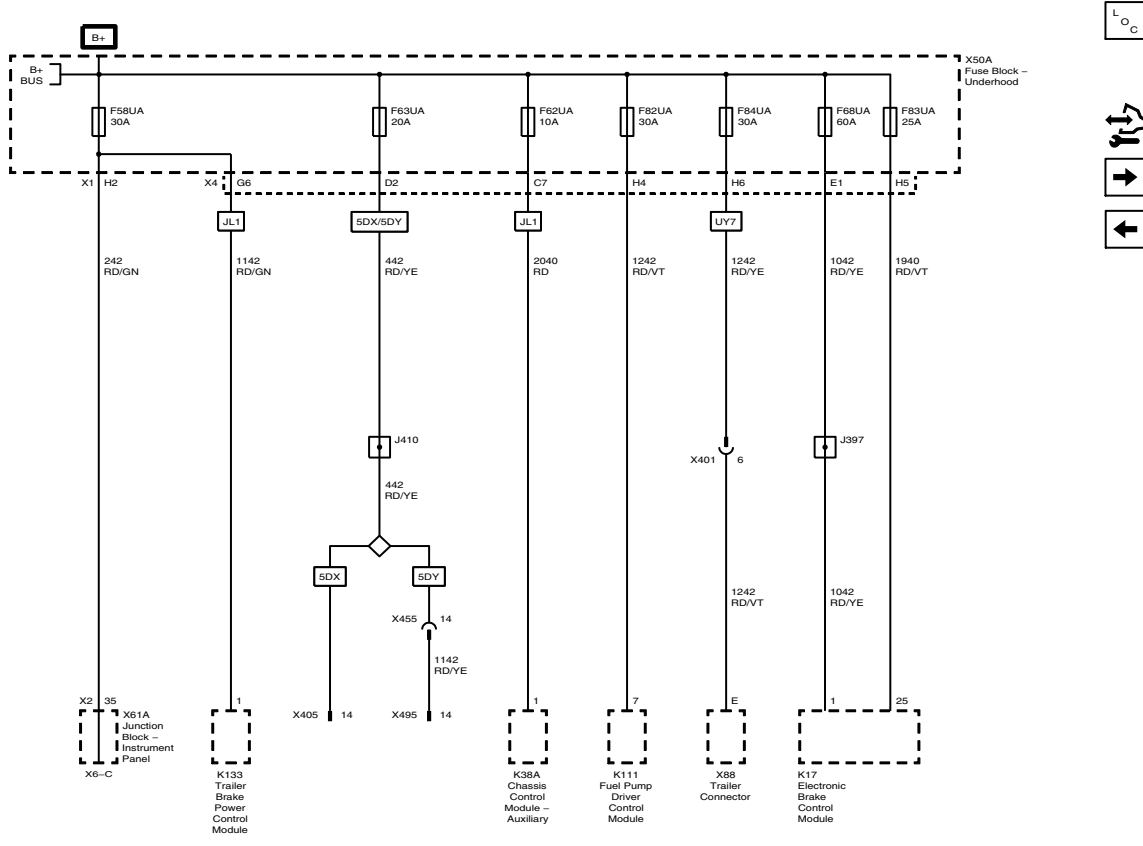 B+
L
O
C
X50A
Fuse Block –
Underhood
B+
BUS
F58UA
30A
F63UA
20A
F62UA
10A
F82UA
30A
F84UA
30A
F68UA
60A
F83UA
25A
X1 H2
X4 G6
D2
C7
H4
H6
E1
H5
JL1
5DX/5DY
JL1
UY7
242
RD/GN
1142
RD/GN
442
RD/YE
2040
RD
1242
RD/VT
1242
RD/YE
1042
RD/YE
1940
RD/VT
J410
X401 6
J397
442
RD/YE
5DX
5DY
X455 14
1242
RD/VT
1042
RD/YE
1142
RD/YE
X2 35
1
X405 14
X495 14
1
7
E
1
25
X61A
Junction
Block –
Instrument
Panel
X6–C
K133
Trailer
Brake
Power
Control
Module
K38A
Chassis
Control
Module –
Auxiliary
K111
Fuel Pump
Driver
Control
Module
X88
Trailer
Connector
K17
Electronic
Brake
Control
Module